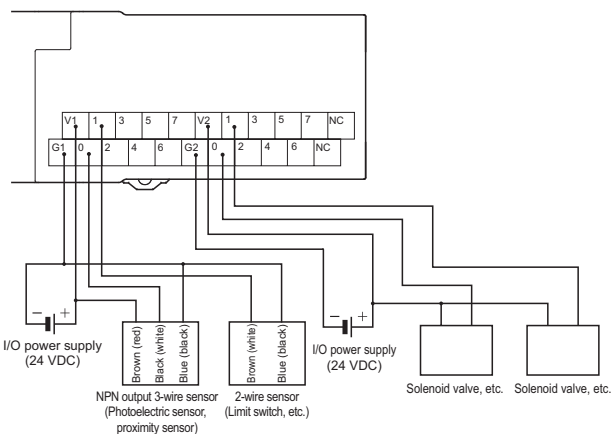 V1 1 3 5 7 V2 1 3 5 7 NC
G1 0 2 4 6 G2 0 2 4 6 NC
− +
I/O power supply
(24 VDC)
Brown (red)
Black (white)
Blue (black)
NPN output 3-wire sensor
(Photoelectric sensor,
proximity sensor)
Brown (white)
Blue (black)
2-wire sensor
(Limit switch, etc.)
− +
I/O power supply
(24 VDC)
Solenoid valve, etc.
Solenoid valve, etc.